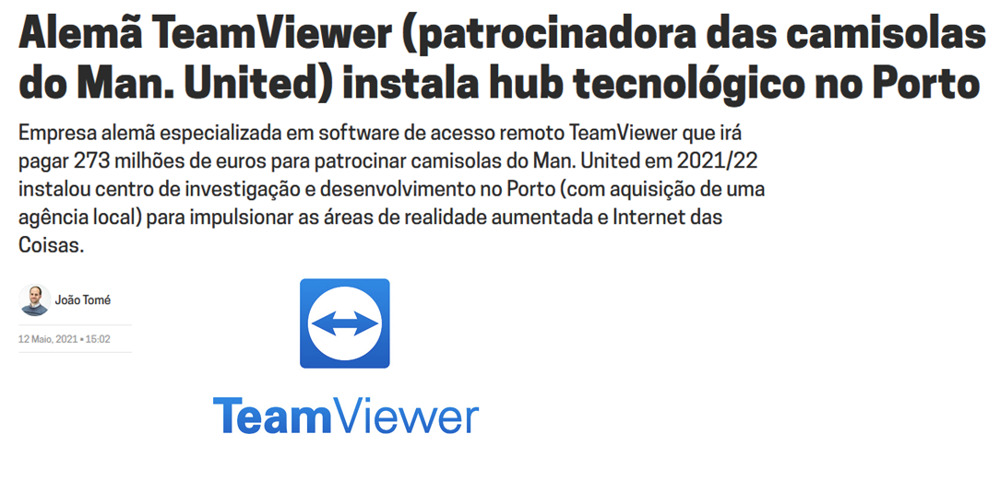 Alemã TeamViewer (patrocinadora das camisolas
do Man. United) instala hub tecnológico no Porto
Empresa alemã especializada em software de acesso remoto TeamViewer que irá
pagar 273 milhões de euros para patrocinar camisolas do Man. United em 2021/22
instalou centro de investigação e desenvolvimento no Porto (com aquisição de uma
agência local) para impulsionar as áreas de realidade aumentada e Internet das
Coisas.
João Tomé
12 Maio, 2021 • 15:02
TeamViewer